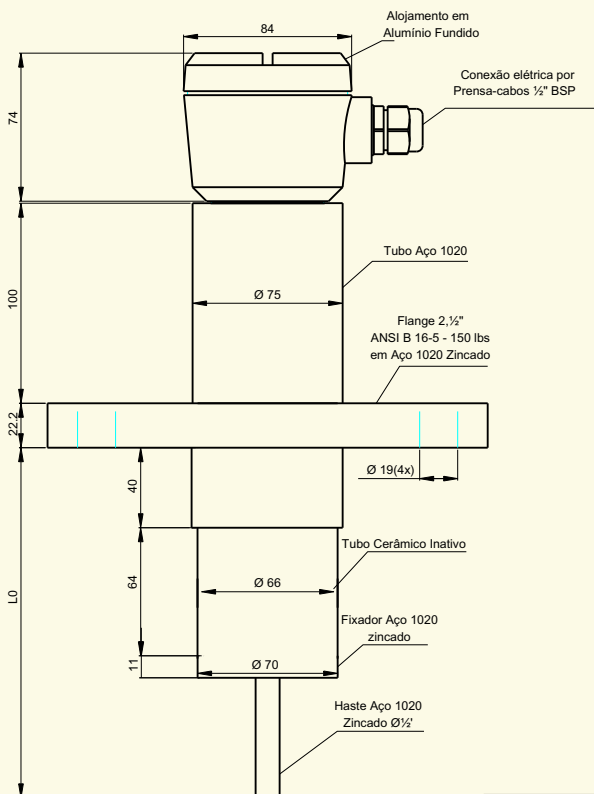 84
Alojamento em
Alumínio Fundido
Conexão elétrica por
Prensa-cabos ½" BSP
74
Tubo Aço 1020
100
Ø 75
Flange 2,½"
ANSI B 16-5 - 150 lbs
em Aço 1020 Zincado
22.2
Ø 19(4x)
40
Tubo Cerâmico Inativo
64
Ø 66
L0
Fixador Aço 1020
zincado
11
Ø 70
Haste Aço 1020
Zincado Ø½'